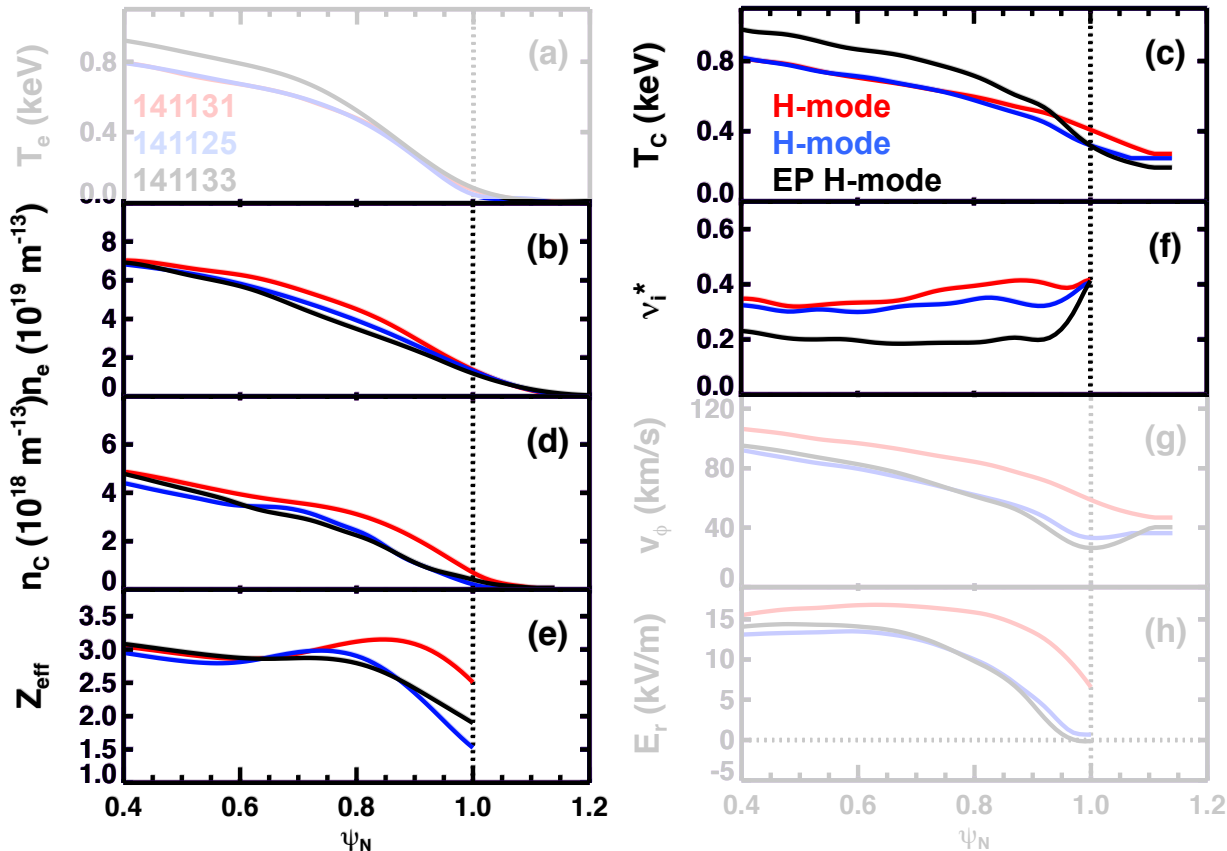 (a)
T_e (keV)
0.8
0.4
0.0
141131
141125
141133
(b)
n_e (10^19 m^-13)
8
6
4
2
0
(d)
n_C (10^18 m^-13)
6
4
2
0
(e)
Z_eff
3.5
3.0
2.5
2.0
1.5
1.0
0.4 0.6 0.8 1.0 1.2
ψ_N
(c)
T_C (keV)
0.8
0.4
0.0
H-mode
H-mode
EP H-mode
(f)
ν_i*
0.6
0.4
0.2
0.0
(g)
v_ϕ (km/s)
120
80
40
0
(h)
E_r (kV/m)
15
10
5
0
-5
0.4 0.6 0.8 1.0 1.2
ψ_N